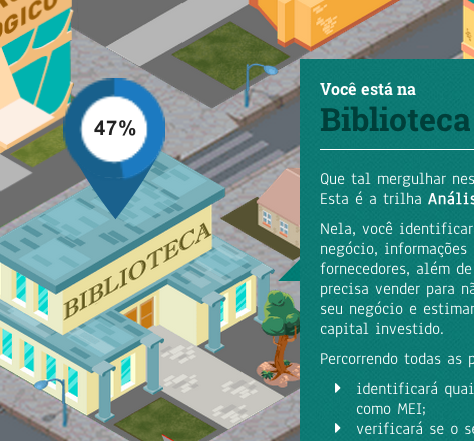 GICO
47%
BIBLIOTECA
Você está na
Biblioteca
Que tal mergulhar nes
Esta é a trilha Anális
Nela, você identificar
negócio, informações
fornecedores, além de
precisa vender para nã
seu negócio e estimar
capital investido.
Percorrendo todas as p
identificará quai
como MEI;
verificará se o se